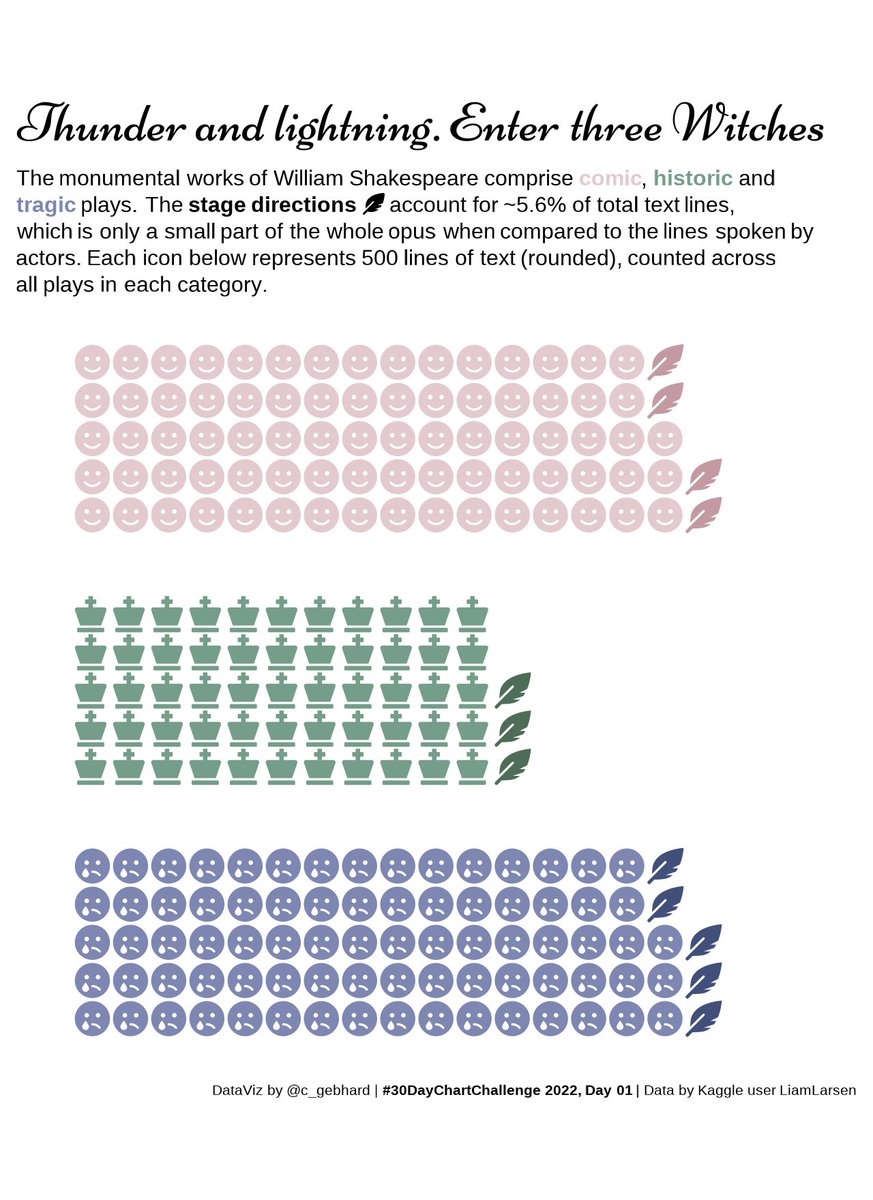 Thunder and lightning. Enter three Witches
The monumental works of William Shakespeare comprise comic, historic and
tragic plays. The stage directions account for ~5.6% of total text lines,
which is only a small part of the whole opus when compared to the lines spoken by
actors. Each icon below represents 500 lines of text (rounded), counted across
all plays in each category.
DataViz by @c_gebhard | #30DayChartChallenge 2022, Day 01 | Data by Kaggle user LiamLarsen